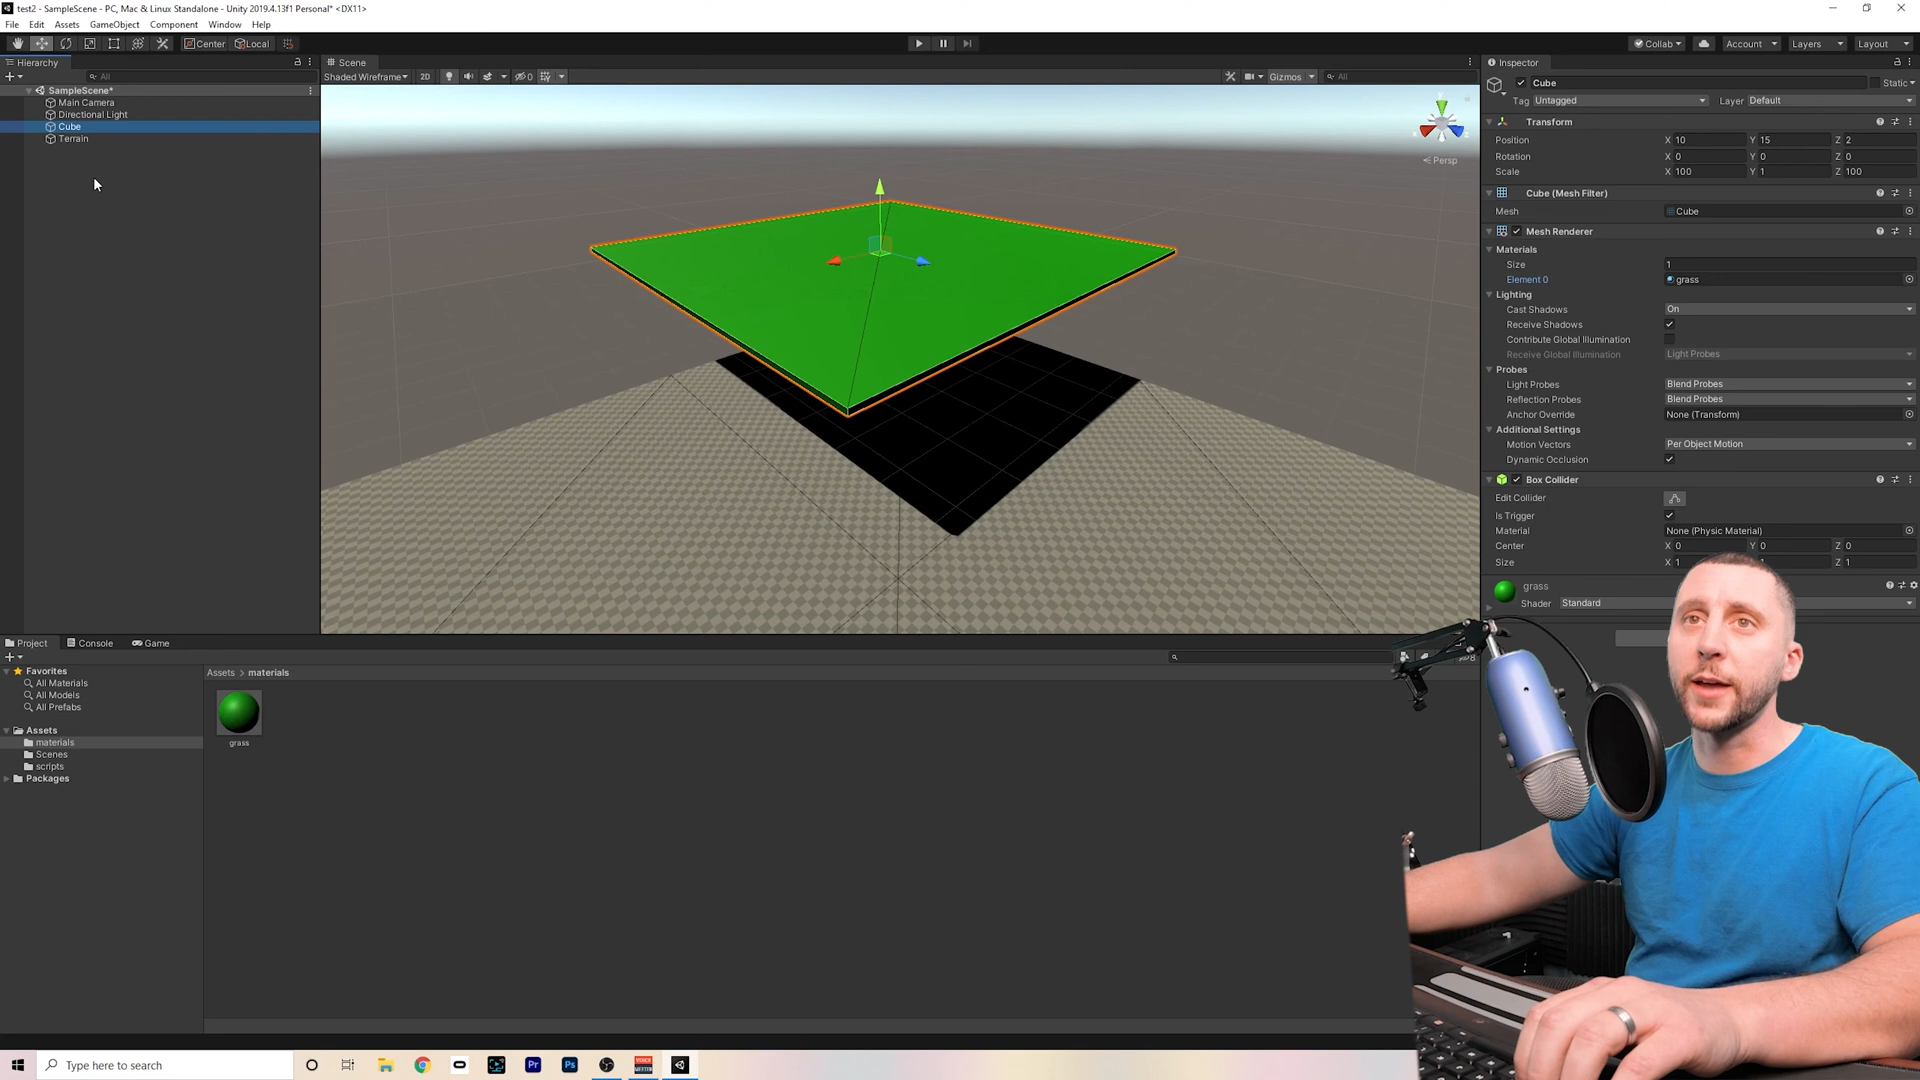 test2 - SampleScene - PC, Mac & Linux Standalone - Unity 2019.4.13f1 Personal* <DX11>
File Edit Assets GameObject Component Window Help
Center Local Collab Account Layers Layout
Hierarchy
All
SampleScene*
Main Camera
Directional Light
Cube
Terrain
Scene
Shaded Wireframe 2D 0 Gizmos All
y
Persp
Inspector
Cube Static
Tag Untagged Layer Default
Transform
Position X 10 Y 15 Z 2
Rotation X 0 Y 0 Z 0
Scale X 100 Y 1 Z 100
Cube (Mesh Filter)
Mesh Cube
Mesh Renderer
Materials
Size 1
Element 0 grass
Lighting
Cast Shadows On
Receive Shadows
Contribute Global Illumination
Receive Global Illumination Light Probes
Probes
Light Probes Blend Probes
Reflection Probes Blend Probes
Anchor Override None (Transform)
Additional Settings
Motion Vectors Per Object Motion
Dynamic Occlusion
Box Collider
Edit Collider
Is Trigger
Material None (Physic Material)
Center X 0 Y 0 Z 0
Size X 1 1 Z 1
grass
Shader Standard
Project Console Game
8
Favorites
All Materials
All Models
All Prefabs
Assets
materials
Scenes
scripts
Packages
Assets > materials
grass
Type here to search
Pr
Ps
VOICE